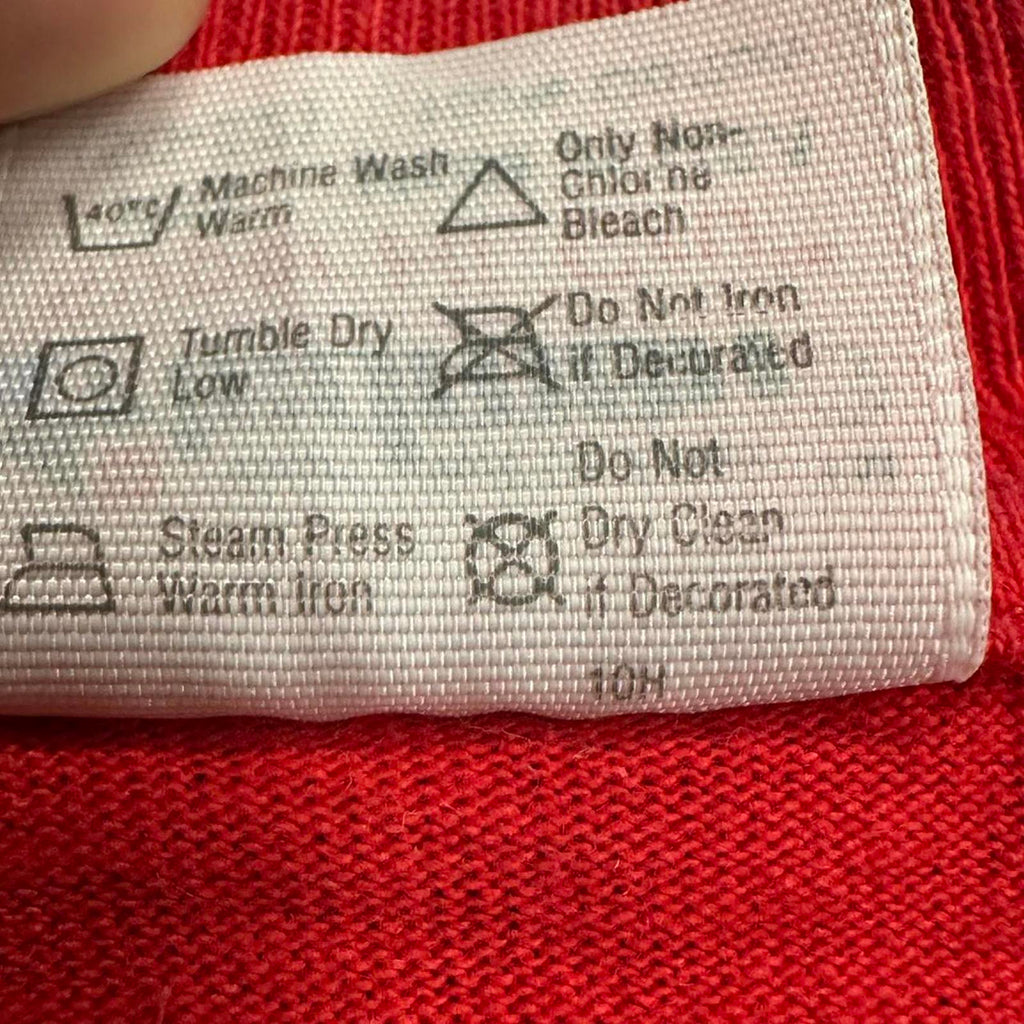 40°C
Machine Wash
Warm
Only Non-
Chlorine
Bleach
Tumble Dry
Low
Do Not Iron
if Decorated
Steam Press
Warm Iron
Do Not
Dry Clean
if Decorated
10H